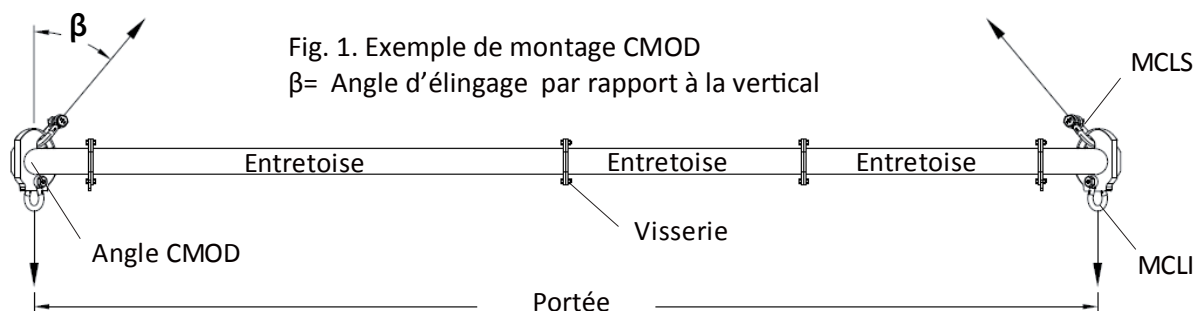 β
Fig. 1. Exemple de montage CMOD
β= Angle d'élingage par rapport à la vertical
MCLS
Entretoise
Entretoise
Entretoise
Visserie
Angle CMOD
MCLI
Portée